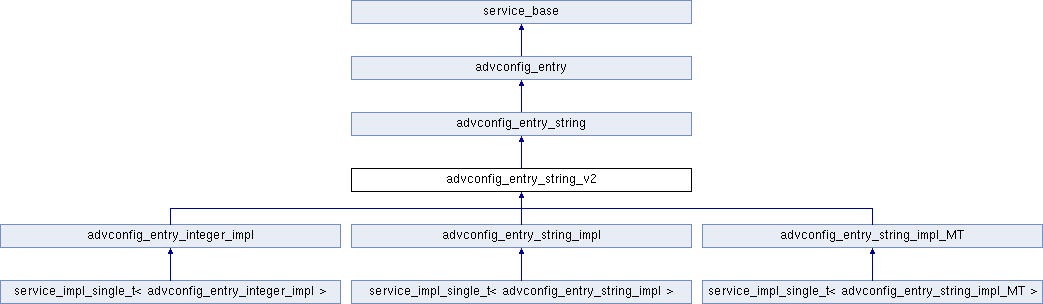 service_base
advconfig_entry
advconfig_entry_string
advconfig_entry_string_v2
advconfig_entry_integer_impl
advconfig_entry_string_impl
advconfig_entry_string_impl_MT
service_impl_single_t< advconfig_entry_integer_impl >
service_impl_single_t< advconfig_entry_string_impl >
service_impl_single_t< advconfig_entry_string_impl_MT >